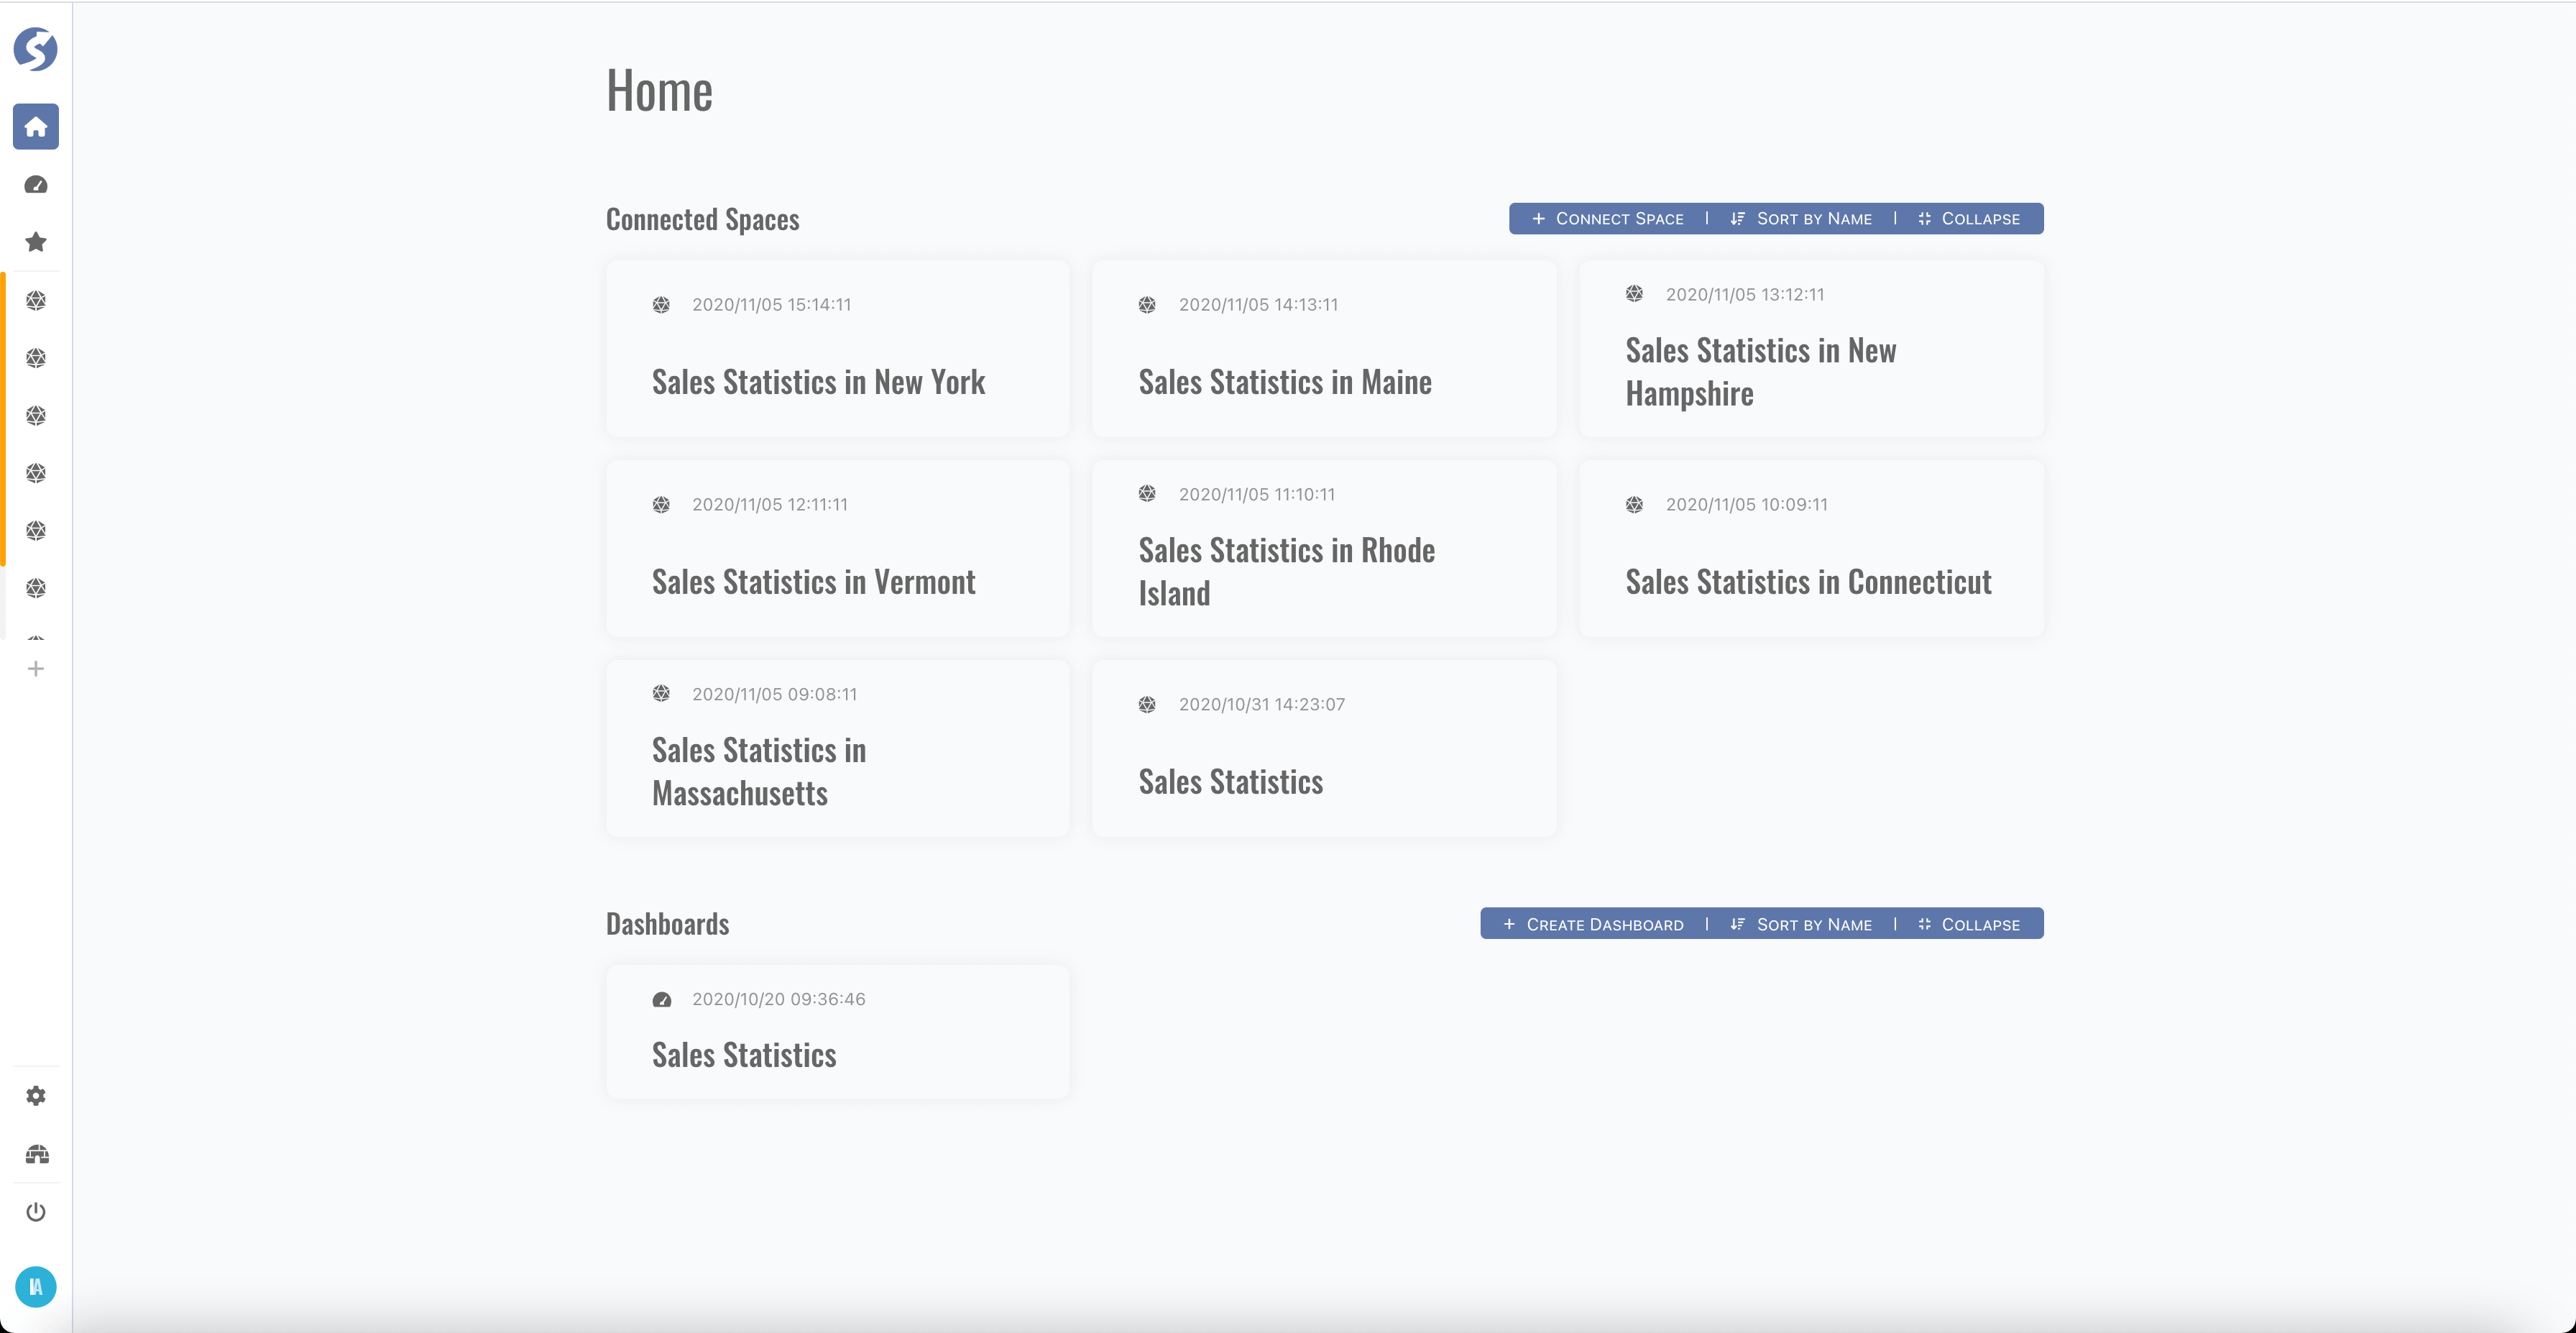 Home
Connected Spaces
CONNECT SPACE | SORT BY NAME | COLLAPSE
2020/11/05 15:14:11
Sales Statistics in New York
2020/11/05 14:13:11
Sales Statistics in Maine
2020/11/05 13:12:11
Sales Statistics in New
Hampshire
2020/11/05 12:11:11
Sales Statistics in Vermont
2020/11/05 11:10:11
Sales Statistics in Rhode
Island
2020/11/05 10:09:11
Sales Statistics in Connecticut
2020/11/05 09:08:11
Sales Statistics in
Massachusetts
2020/10/31 14:23:07
Sales Statistics
Dashboards
CREATE DASHBOARD | SORT BY NAME | COLLAPSE
2020/10/20 09:36:46
Sales Statistics
IA